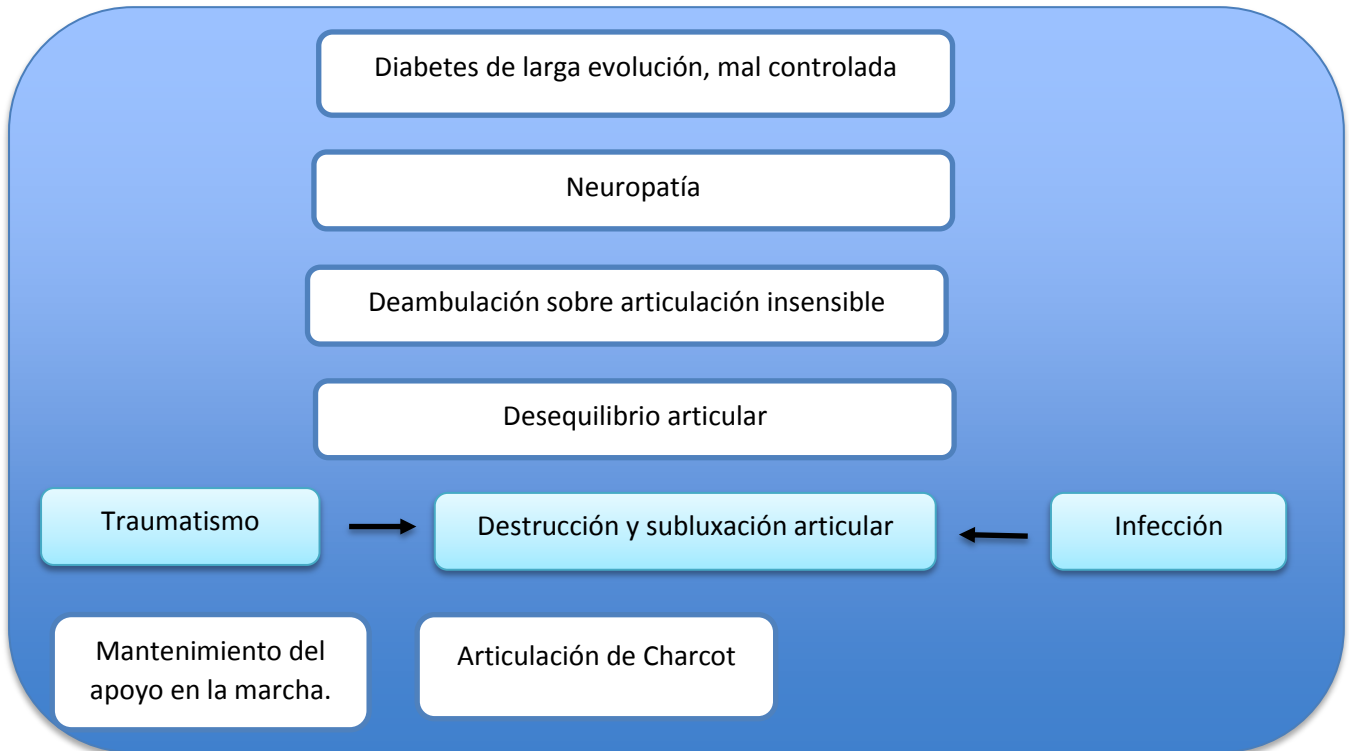 Diabetes de larga evolución, mal controlada
Neuropatía
Deambulación sobre articulación insensible
Desequilibrio articular
Traumatismo
Destrucción y subluxación articular
Infección
Mantenimiento del
apoyo en la marcha.
Articulación de Charcot